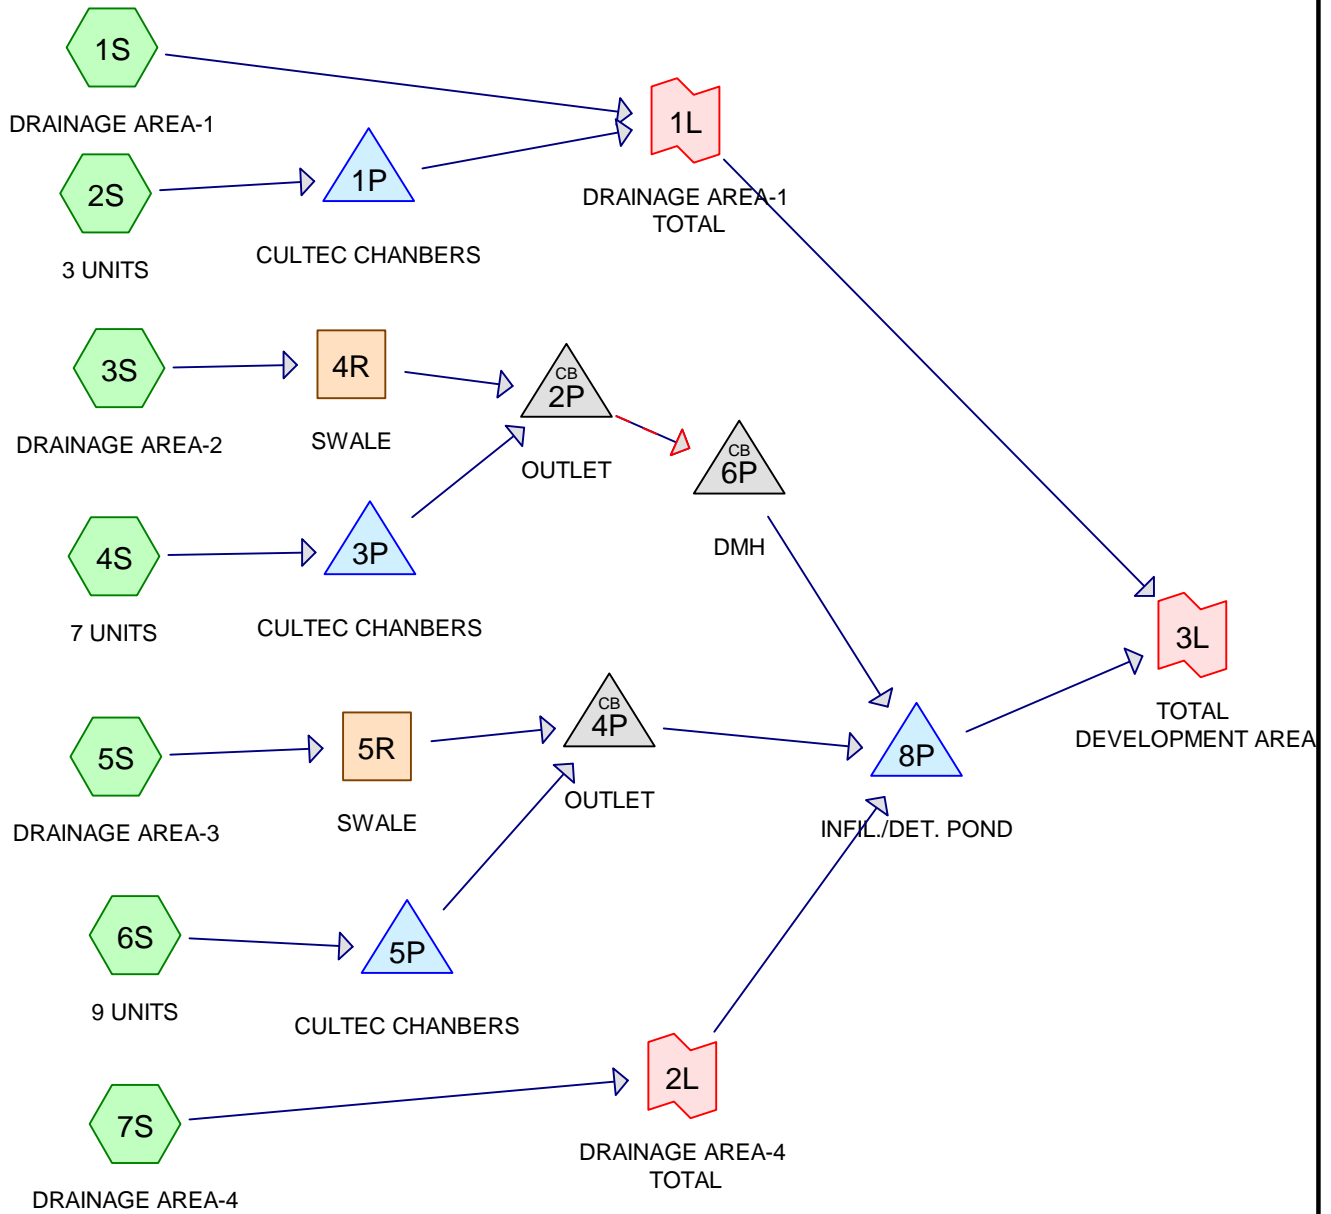 1S
DRAINAGE AREA-1
2S
3 UNITS
1P
CULTEC CHANBERS
1L
DRAINAGE AREA-1
TOTAL
3S
DRAINAGE AREA-2
4R
SWALE
CB
2P
OUTLET
CB
6P
DMH
4S
7 UNITS
3P
CULTEC CHANBERS
3L
TOTAL
DEVELOPMENT AREA
5S
DRAINAGE AREA-3
5R
SWALE
CB
4P
OUTLET
8P
INFIL./DET. POND
6S
9 UNITS
5P
CULTEC CHANBERS
7S
DRAINAGE AREA-4
2L
DRAINAGE AREA-4
TOTAL